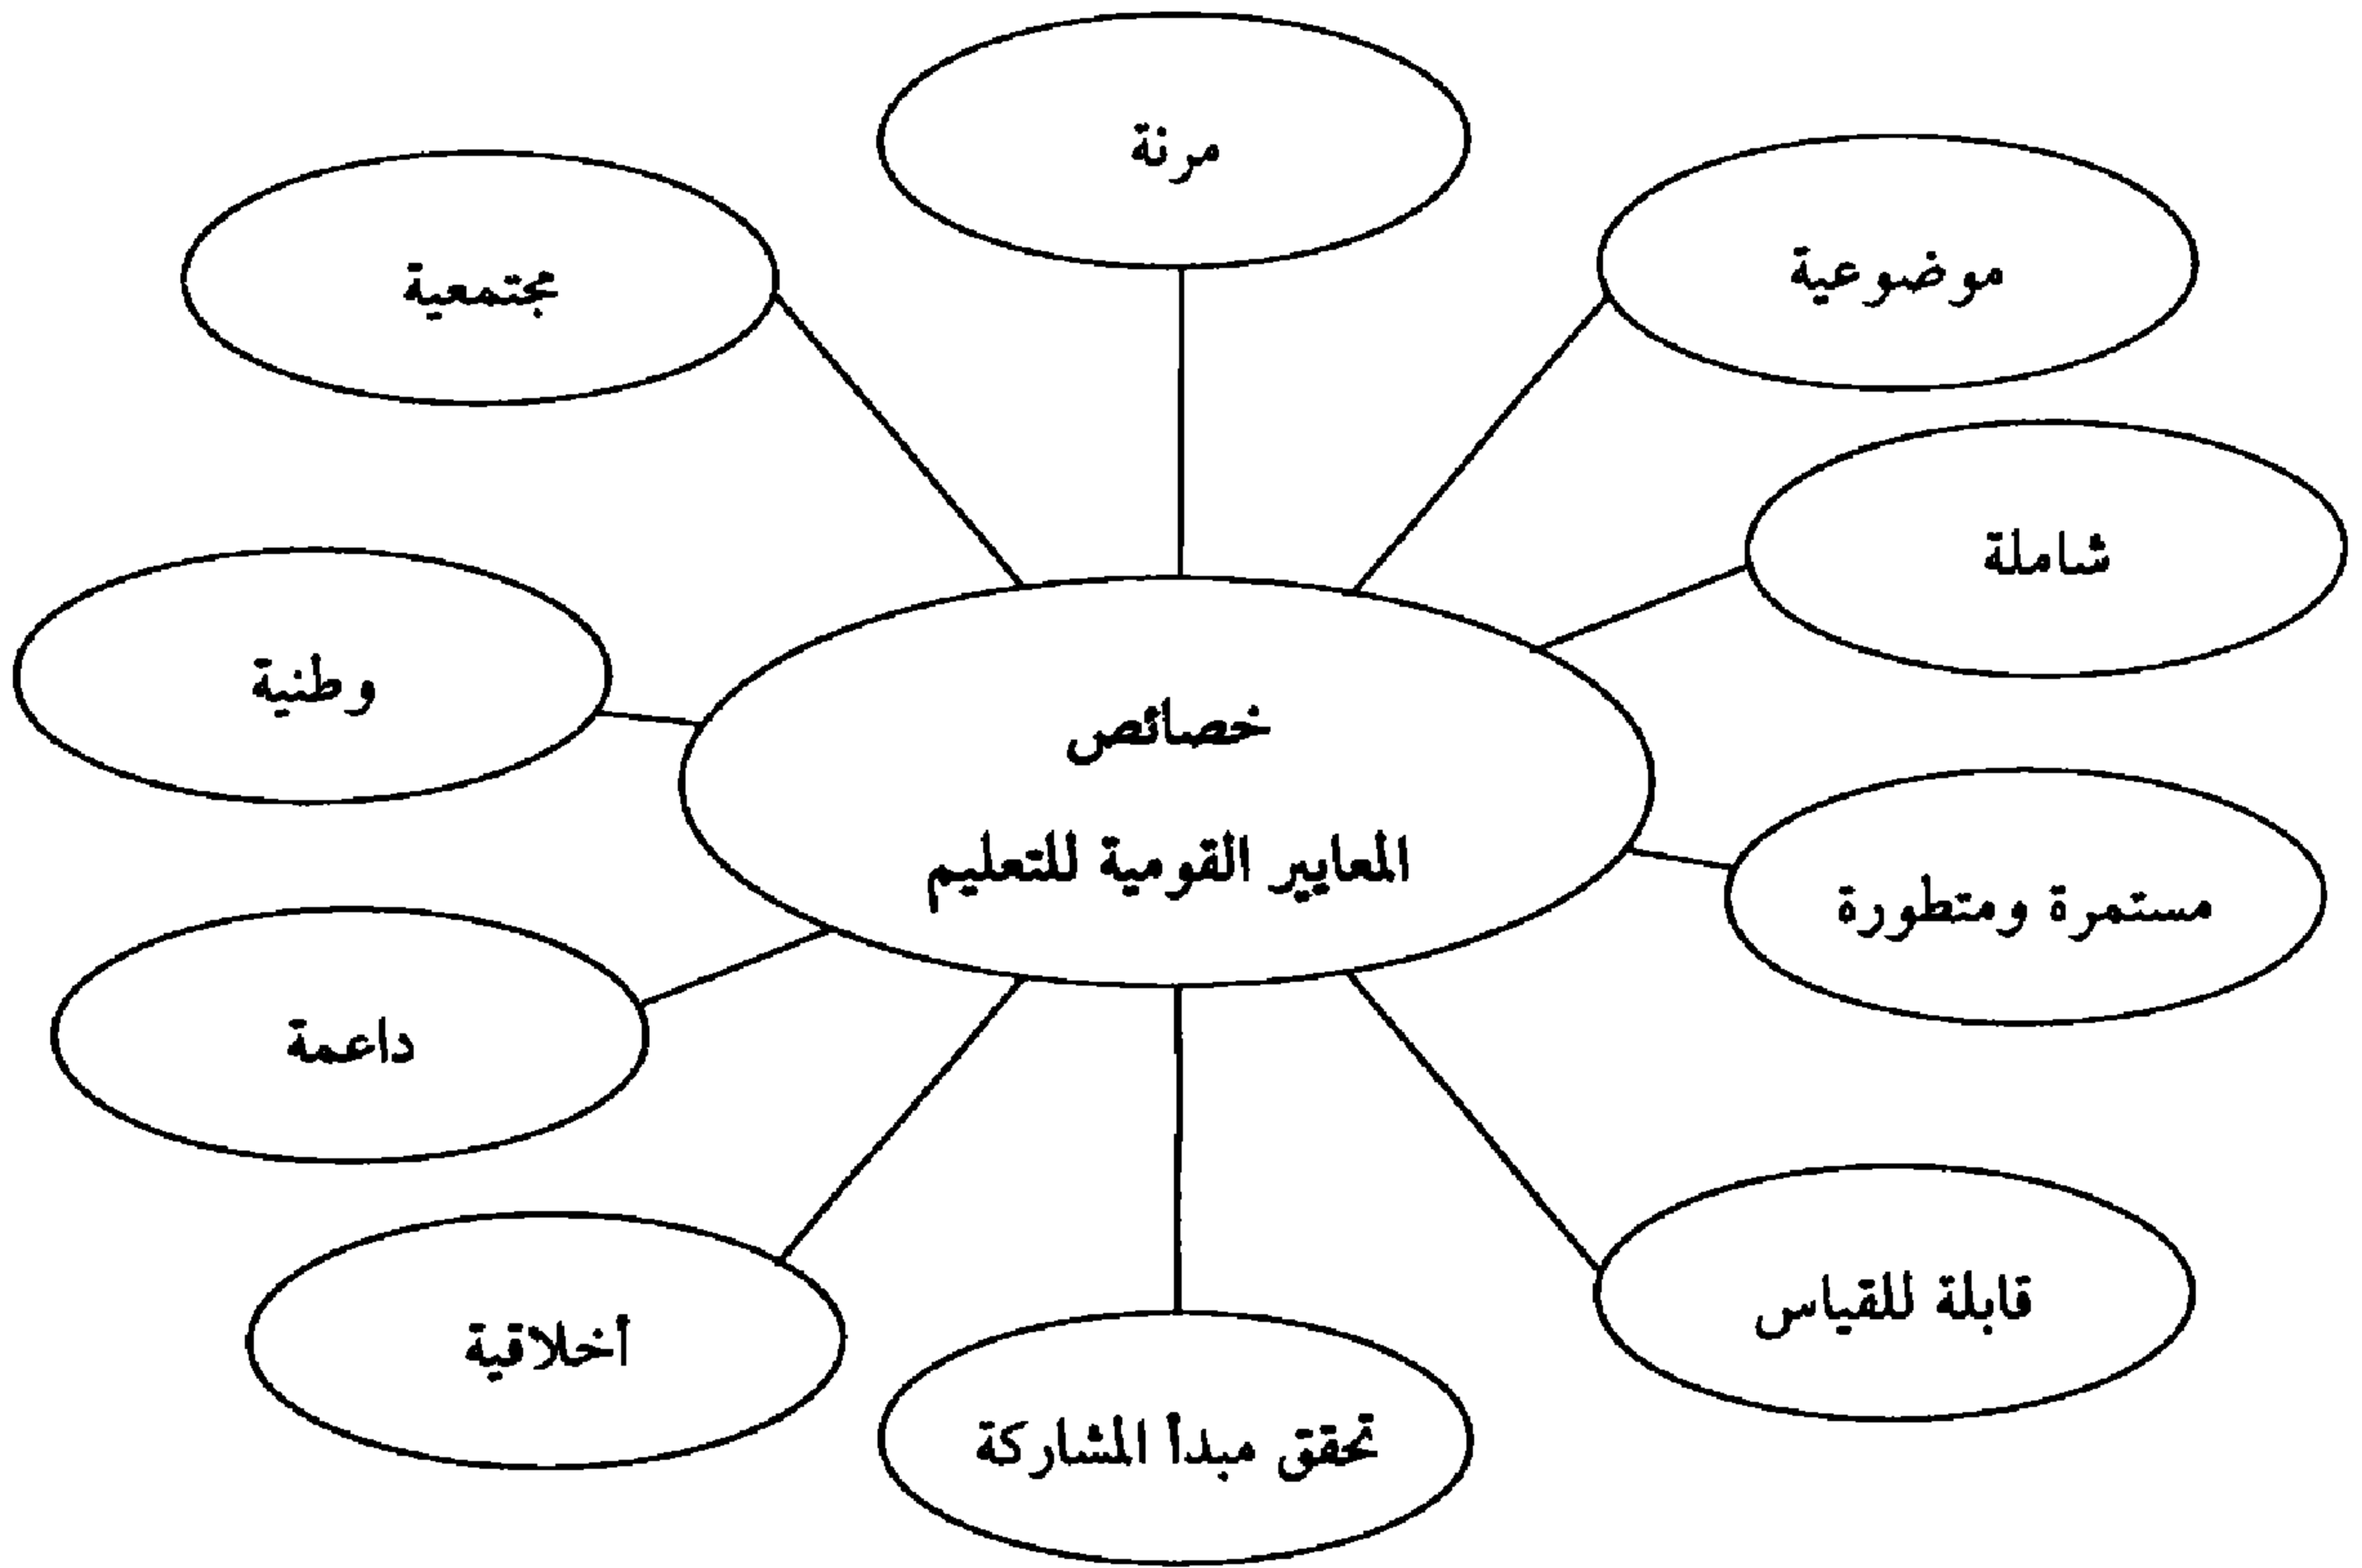 مرنة
موضوعية
مجتمعية
شاملة
وطنية
خصائص
المعايير القومية للتعليم
مستمرة ومتطورة
داعمة
قابلة للقياس
أخلاقية
تحقق مبدأ المشاركة